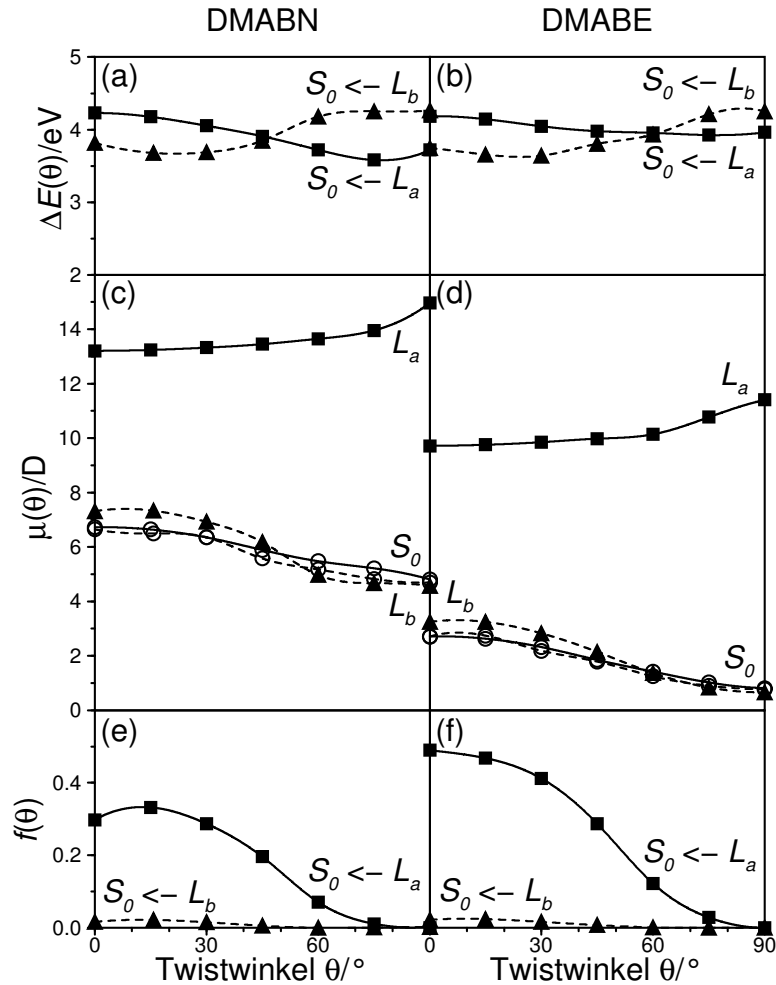 DMABN
DMABE
(a)
(b)
S0 <– Lb
S0 <– La
S0 <– Lb
S0 <– La
ΔE(θ)/eV
5
4
3
2
(c)
(d)
La
La
S0
Lb
Lb
S0
μ(θ)/D
14
12
10
8
6
4
2
0
(e)
(f)
S0 <– La
S0 <– Lb
S0 <– La
S0 <– Lb
f(θ)
0.4
0.2
0.0
0
30
60
0
30
60
90
Twistwinkel θ/°
Twistwinkel θ/°